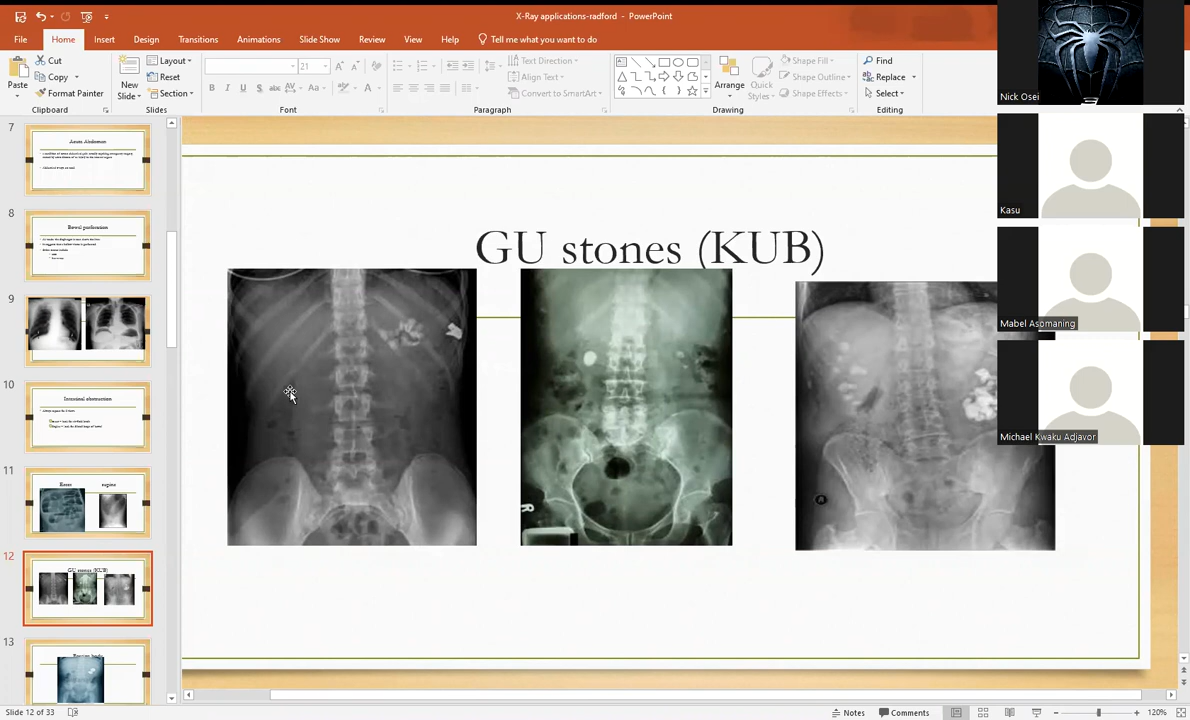 X-Ray applications-radford - PowerPoint
File Home Insert Design Transitions Animations Slide Show Review View Help Tell me what you want to do
Paste
Cut
Copy
Format Painter
Clipboard
New
Slide
Layout
Reset
Section
Slides
21
Font
Text Direction
Align Text
Convert to SmartArt
Paragraph
Arrange
Quick
Styles
Shape Fill
Shape Outline
Shape Effects
Drawing
Find
Replace
Select
Editing
Nick Osei
Kasu
Mabel Asomaning
Michael Kwaku Adjavor
7
Acute Abdomen
8
Bowel perforation
9
10
Intestinal obstruction
11
12
GU stones (KUB)
13
GU stones (KUB)
R
Slide 12 of 33
Notes
Comments
120%